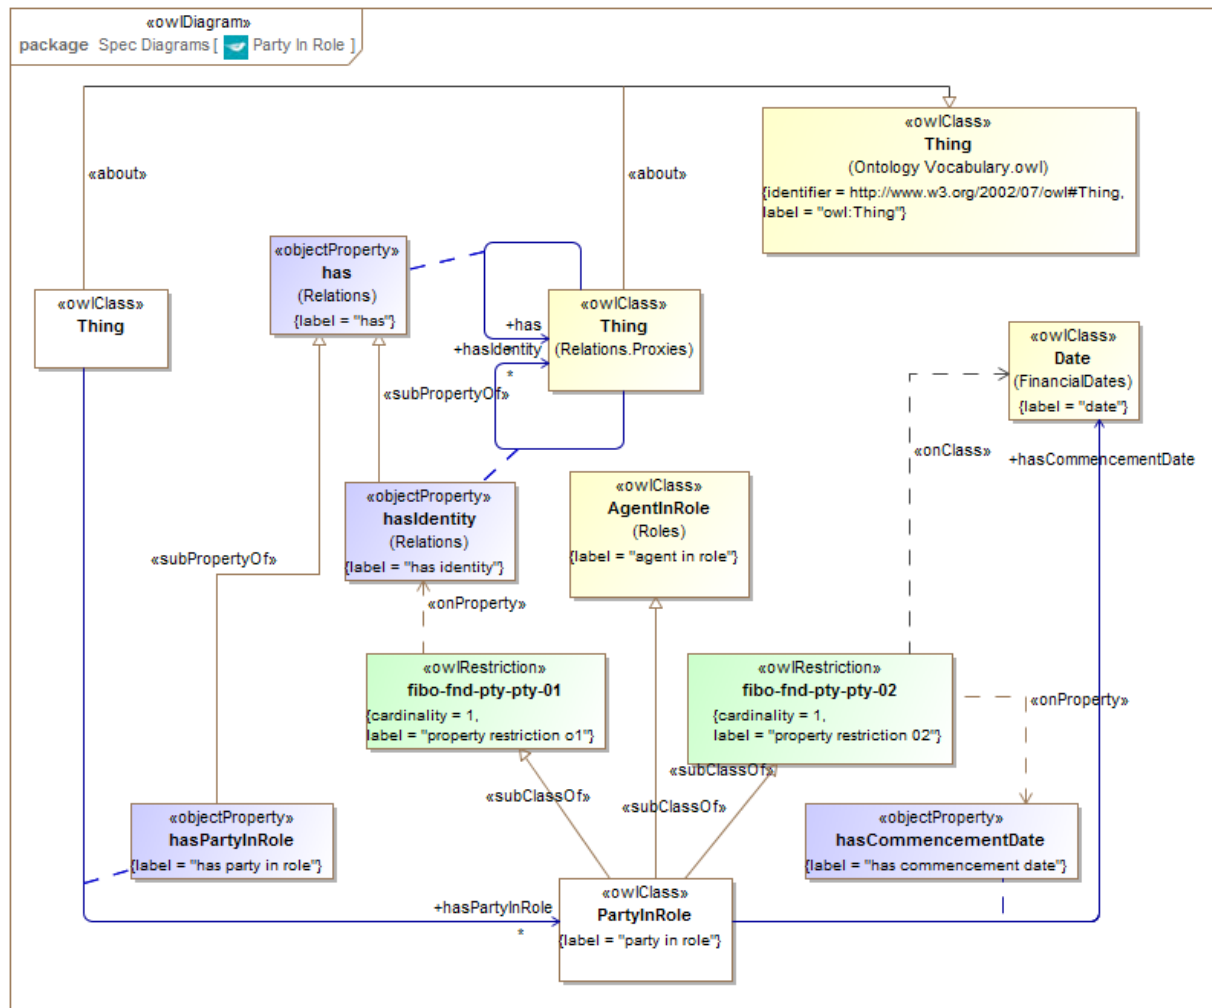 «owlDiagram»
package Spec Diagrams [ Party In Role ]
«owlClass»
Thing
(Ontology Vocabulary.owl)
{identifier = http://www.w3.org/2002/07/owl#Thing,
label = "owl:Thing"}
«about»
«about»
«objectProperty»
has
(Relations)
{label = "has"}
«owlClass»
Thing
«owlClass»
Thing
(Relations.Proxies)
+has
*
+hasIdentity
*
«owlClass»
Date
(FinancialDates)
{label = "date"}
«subPropertyOf»
«onClass»
+hasCommencementDate
«owlClass»
AgentInRole
(Roles)
{label = "agent in role"}
«objectProperty»
hasIdentity
(Relations)
{label = "has identity"}
«subPropertyOf»
«onProperty»
«owlRestriction»
fibo-fnd-pty-pty-01
{cardinality = 1,
label = "property restriction o1"}
«owlRestriction»
fibo-fnd-pty-pty-02
{cardinality = 1,
label = "property restriction 02"}
«onProperty»
«subClassOf»
«subClassOf»
«subClassOf»
«objectProperty»
hasPartyInRole
{label = "has party in role"}
«objectProperty»
hasCommencementDate
{label = "has commencement date"}
+hasPartyInRole
*
«owlClass»
PartyInRole
{label = "party in role"}